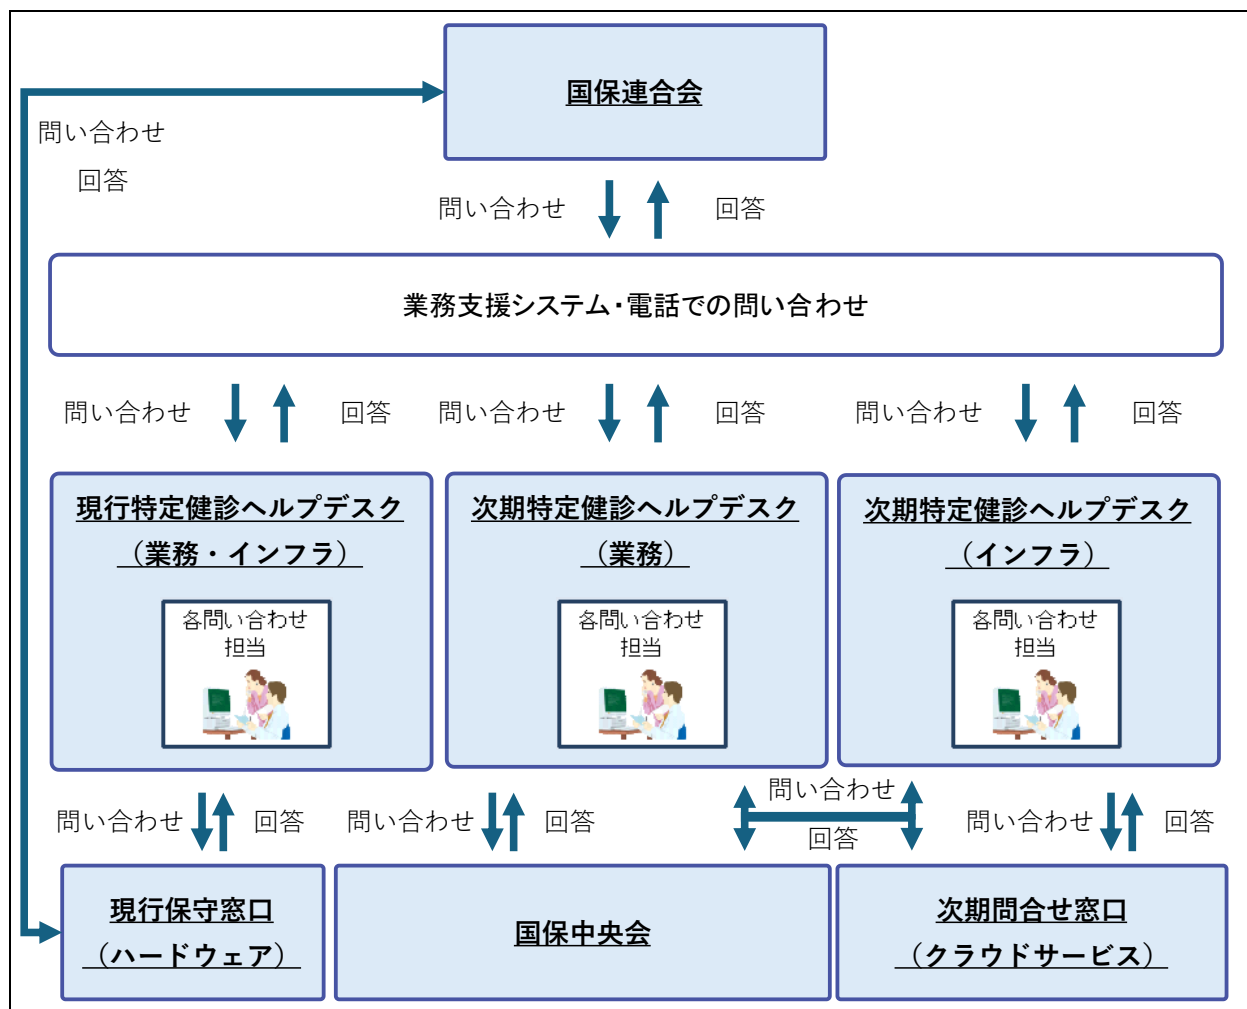 国保連合会
問い合わせ
回答
問い合わせ
回答
業務支援システム・電話での問い合わせ
問い合わせ
回答
問い合わせ
回答
問い合わせ
回答
現行特定健診ヘルプデスク
（業務・インフラ）
各問い合わせ
担当
次期特定健診ヘルプデスク
（業務）
各問い合わせ
担当
次期特定健診ヘルプデスク
（インフラ）
各問い合わせ
担当
問い合わせ
回答
問い合わせ
回答
問い合わせ
回答
問い合わせ
回答
現行保守窓口
（ハードウェア）
国保中央会
次期問合せ窓口
（クラウドサービス）